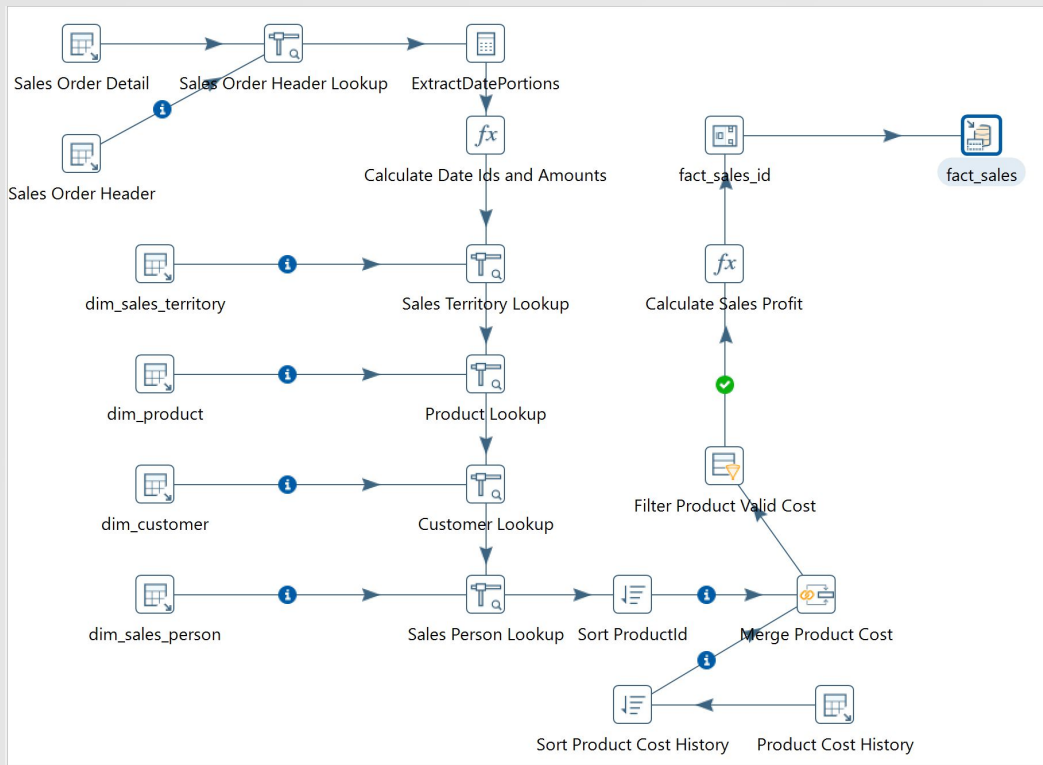 Sales Order Detail
Sales Order Header Lookup
ExtractDatePortions
Sales Order Header
fx
Calculate Date Ids and Amounts
fact_sales_id
fact_sales
dim_sales_territory
Sales Territory Lookup
fx
Calculate Sales Profit
dim_product
Product Lookup
dim_customer
Customer Lookup
Filter Product Valid Cost
dim_sales_person
Sales Person Lookup
Sort ProductId
Merge Product Cost
Sort Product Cost History
Product Cost History